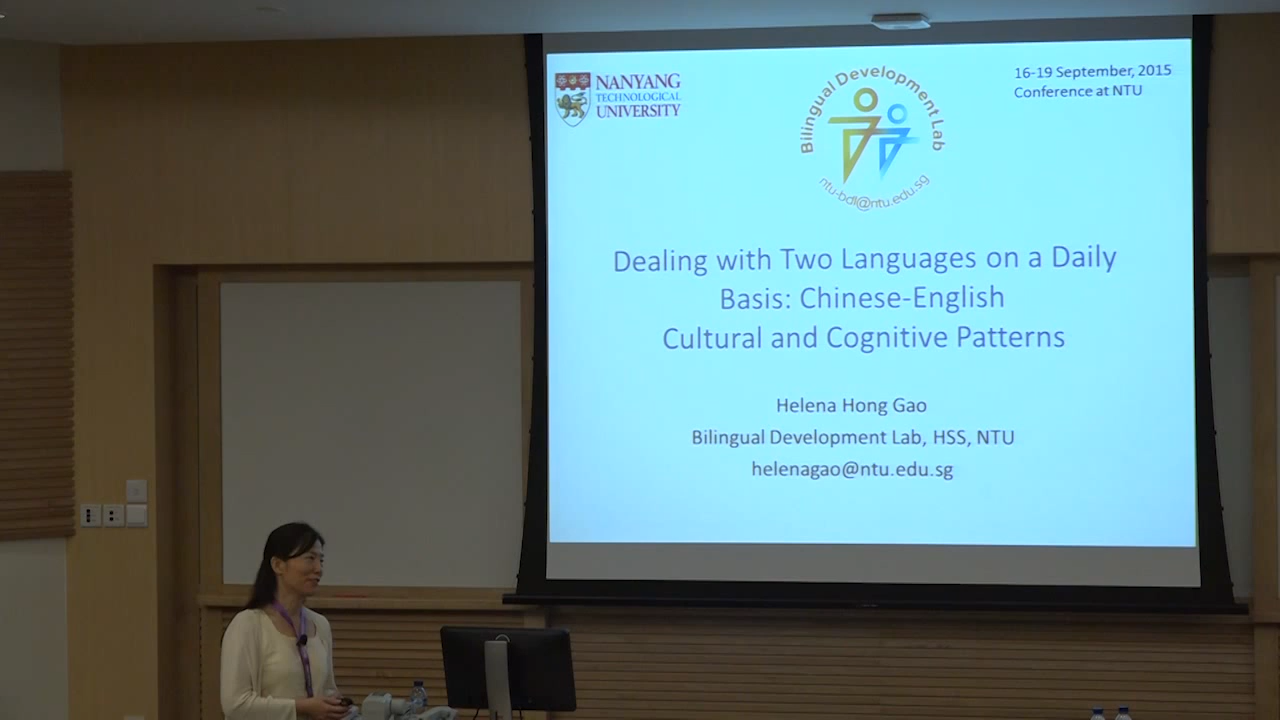 NANYANG
TECHNOLOGICAL
UNIVERSITY
Bilingual Development Lab
ntu-bdl@ntu.edu.sg
16-19 September, 2015
Conference at NTU
Dealing with Two Languages on a Daily
Basis: Chinese-English
Cultural and Cognitive Patterns
Helena Hong Gao
Bilingual Development Lab, HSS, NTU
helenagao@ntu.edu.sg